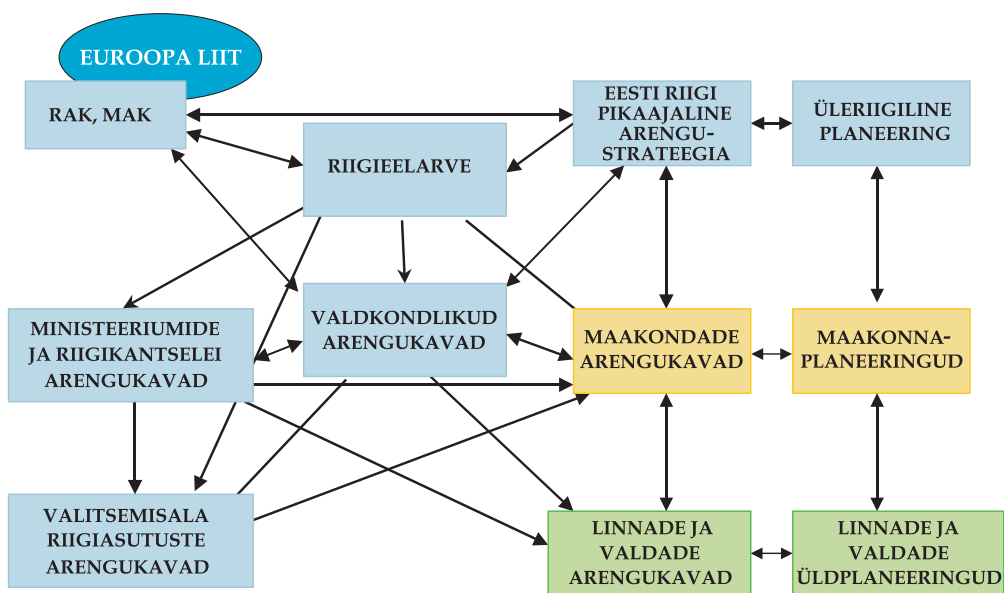 EUROOPA LIIT
RAK, MAK
EESTI RIIGI
PIKAAJALINE
ARENGU-
STRATEEGIA
ÜLERIIGILINE
PLANEERING
RIIGIEELARVE
MINISTEERIUMIDE
JA RIIGIKANTSELEI
ARENGUKAVAD
VALDKONDLIKUD
ARENGUKAVAD
MAAKONDADE
ARENGUKAVAD
MAAKONNA-
PLANEERINGUD
VALITSEMISALA
RIIGIASUTUSTE
ARENGUKAVAD
LINNADE JA
VALDADE
ARENGUKAVAD
LINNADE JA
VALDADE
ÜLDPLANEERINGUD